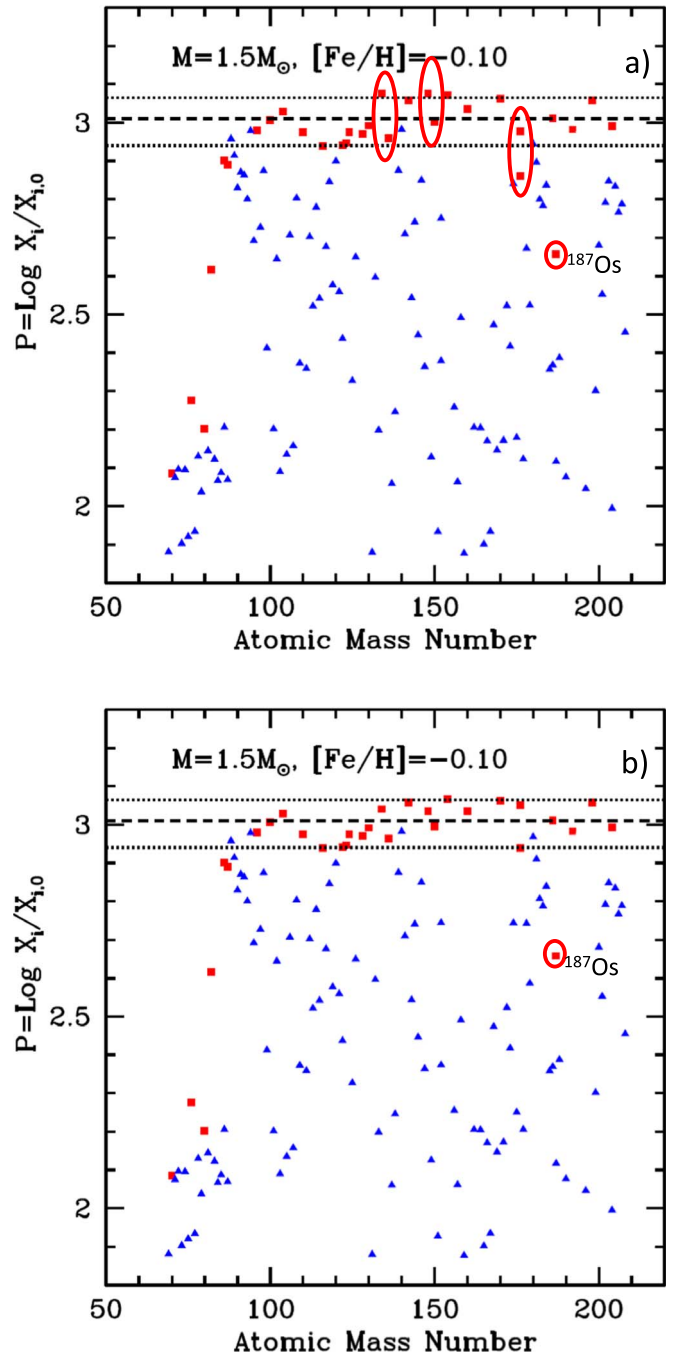 M=1.5M⊙, [Fe/H]=−0.10
a)
3
2.5
2
P=Log Xi/Xi,0
187Os
50
100
150
200
Atomic Mass Number
M=1.5M⊙, [Fe/H]=−0.10
b)
3
2.5
2
P=Log Xi/Xi,0
187Os
50
100
150
200
Atomic Mass Number